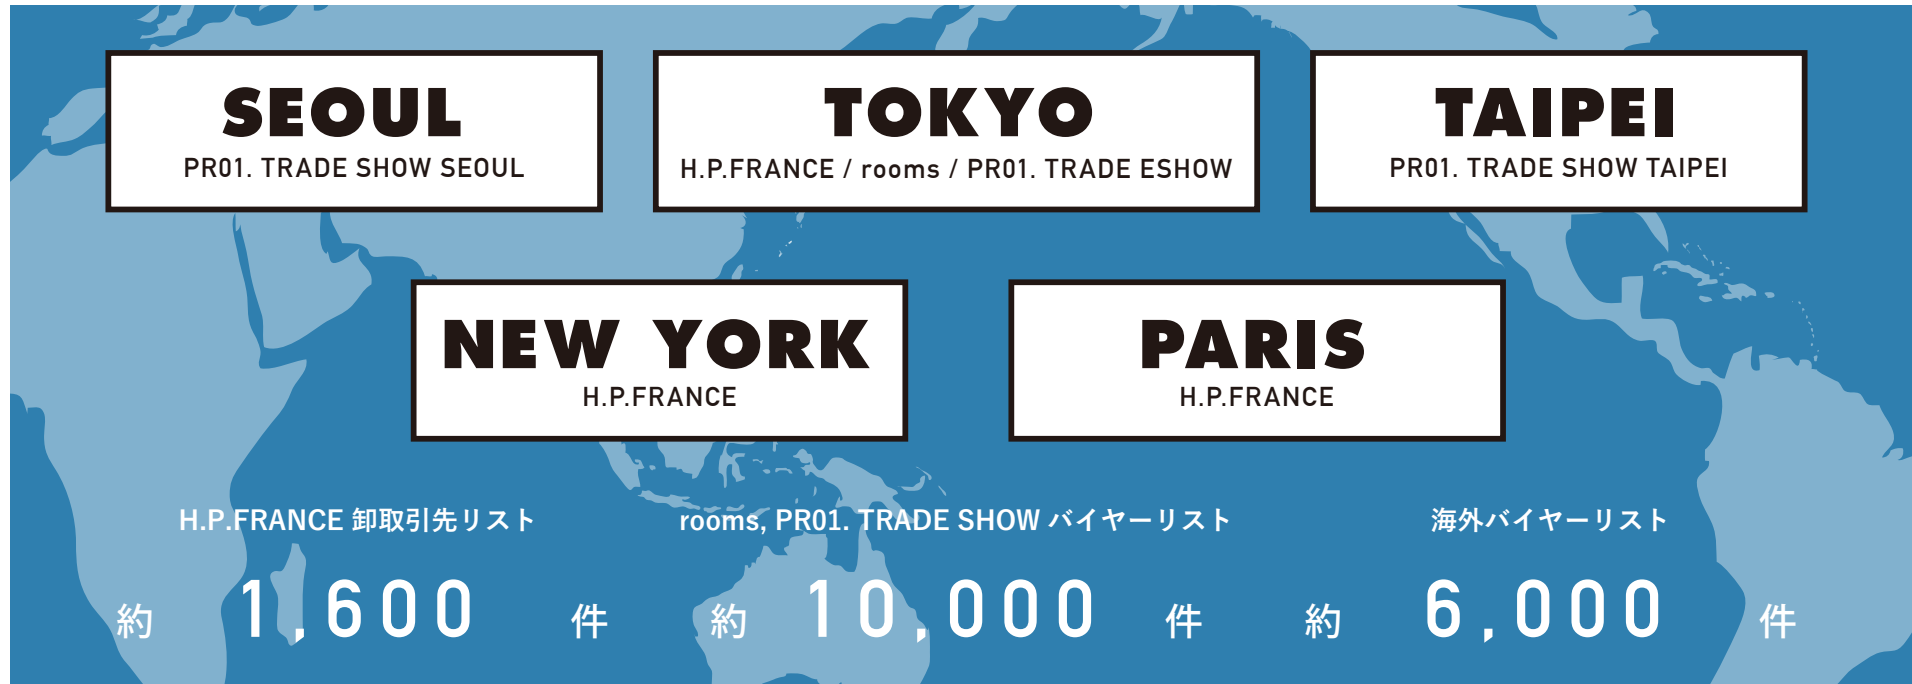 SEOUL
PR01. TRADE SHOW SEOUL
TOKYO
H.P.FRANCE / rooms / PR01. TRADE ESHOW
TAIPEI
PR01. TRADE SHOW TAIPEI
NEW YORK
H.P.FRANCE
PARIS
H.P.FRANCE
H.P.FRANCE 卸取引先リスト
約 1,600 件
rooms, PR01. TRADE SHOW バイヤーリスト
約 10,000 件
海外バイヤーリスト
約 6,000 件